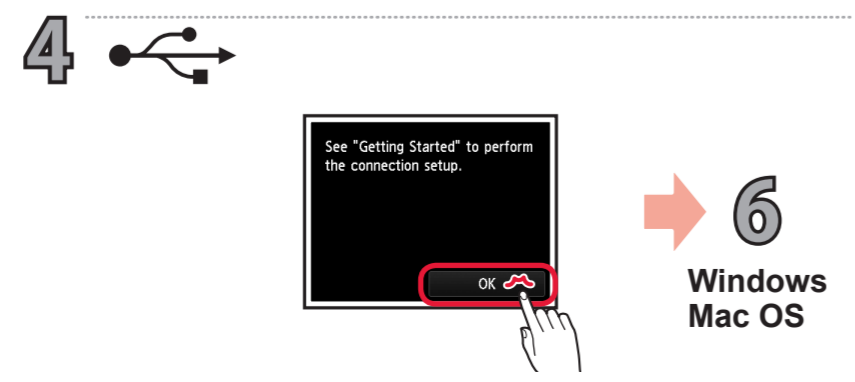 4
See "Getting Started" to perform
the connection setup.
OK
6
Windows
Mac OS